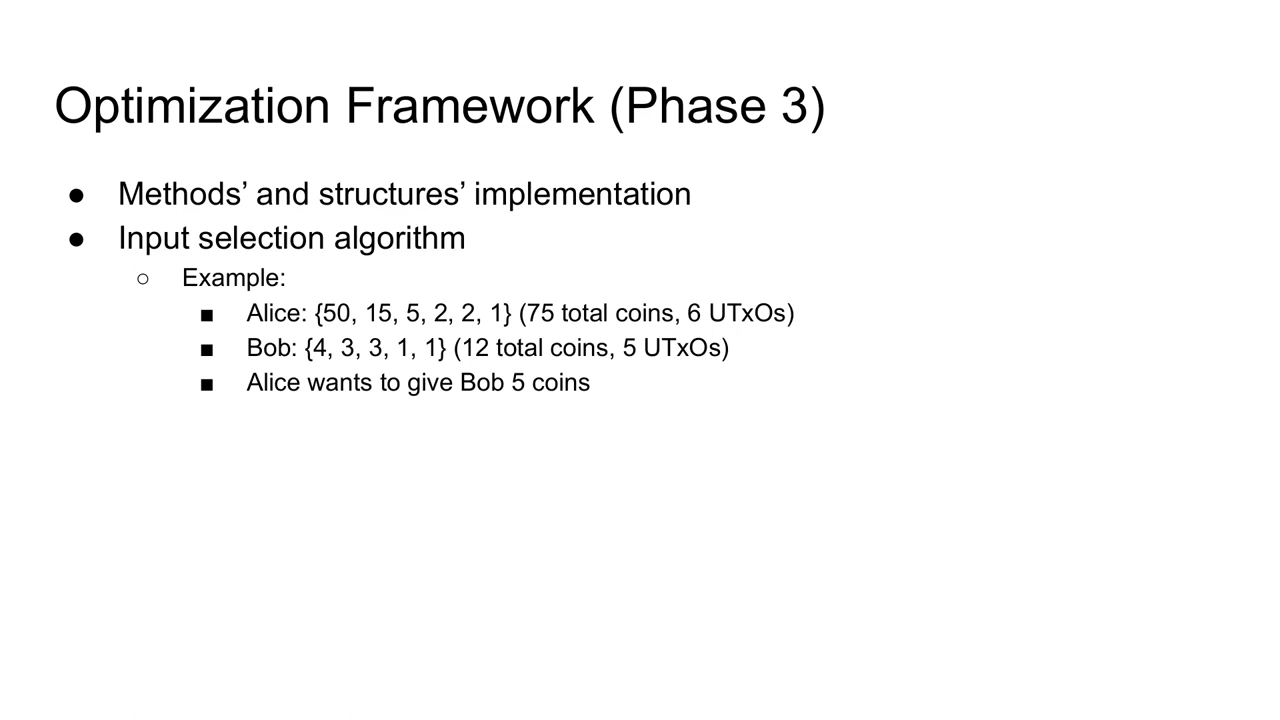 Optimization Framework (Phase 3)
● Methods’ and structures’ implementation
● Input selection algorithm
○ Example:
■ Alice: {50, 15, 5, 2, 2, 1} (75 total coins, 6 UTxOs)
■ Bob: {4, 3, 3, 1, 1} (12 total coins, 5 UTxOs)
■ Alice wants to give Bob 5 coins